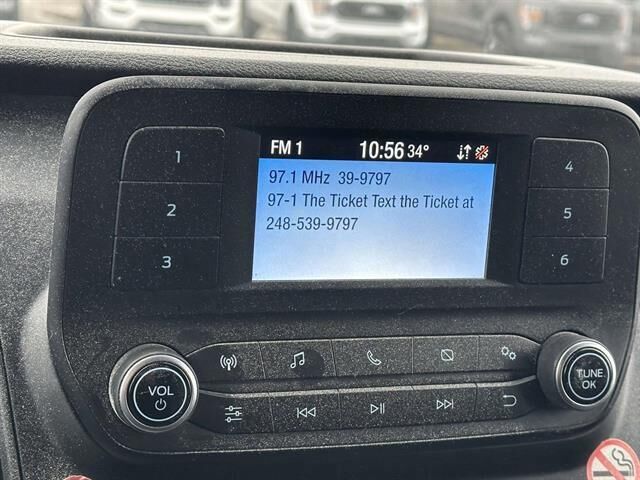 FM 1 10:56 34°
97.1 MHz 39-9797
97-1 The Ticket Text the Ticket at
248-539-9797
1
2
3
4
5
6
VOL
TUNE
OK